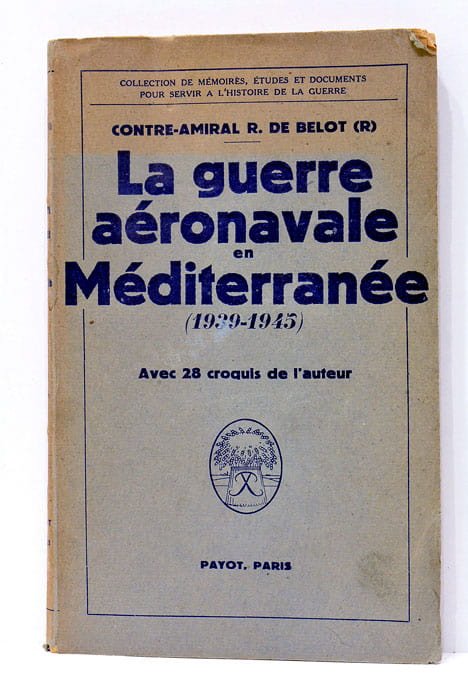 COLLECTION DE MÉMOIRES, ÉTUDES ET DOCUMENTS
POUR SERVIR A L'HISTOIRE DE LA GUERRE
CONTRE-AMIRAL R. DE BELOT (R)
La guerre
aéronavale
en
Méditerranée
(1939-1945)
Avec 28 croquis de l'auteur
PAYOT, PARIS